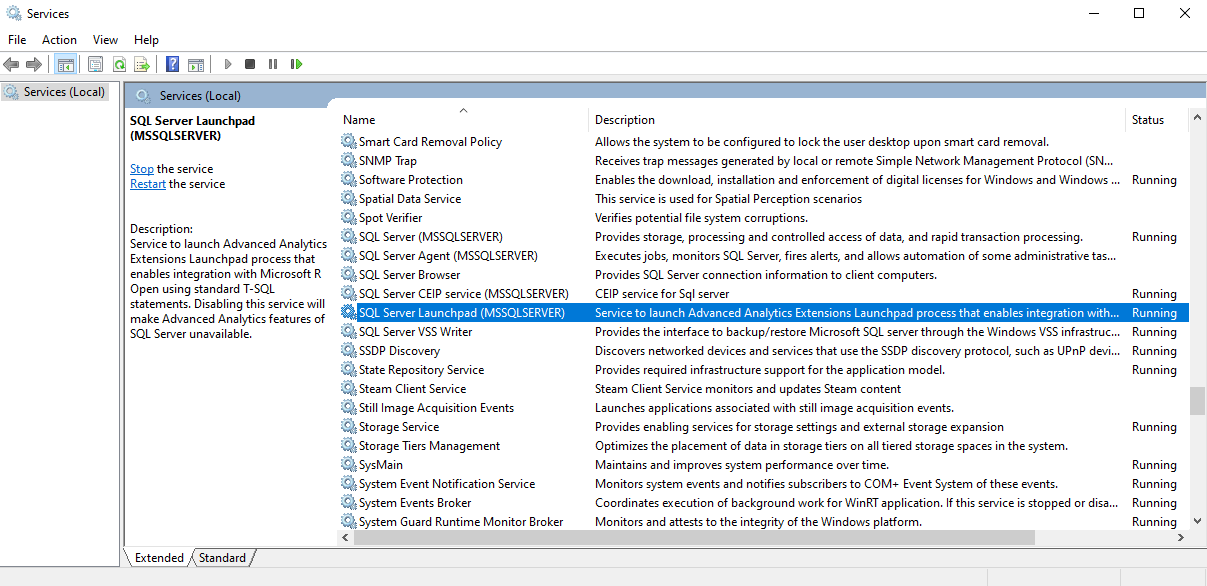 Services
File Action View Help
Services (Local)
Services (Local)
SQL Server Launchpad
(MSSQLSERVER)
Stop the service
Restart the service
Description:
Service to launch Advanced Analytics
Extensions Launchpad process that
enables integration with Microsoft R
Open using standard T-SQL
statements. Disabling this service will
make Advanced Analytics features of
SQL Server unavailable.
Name Description Status
Smart Card Removal Policy Allows the system to be configured to lock the user desktop upon smart card removal.
SNMP Trap Receives trap messages generated by local or remote Simple Network Management Protocol (SN...
Software Protection Enables the download, installation and enforcement of digital licenses for Windows and Windows ... Running
Spatial Data Service This service is used for Spatial Perception scenarios
Spot Verifier Verifies potential file system corruptions.
SQL Server (MSSQLSERVER) Provides storage, processing and controlled access of data, and rapid transaction processing. Running
SQL Server Agent (MSSQLSERVER) Executes jobs, monitors SQL Server, fires alerts, and allows automation of some administrative tas...
SQL Server Browser Provides SQL Server connection information to client computers.
SQL Server CEIP service (MSSQLSERVER) CEIP service for Sql server Running
SQL Server Launchpad (MSSQLSERVER) Service to launch Advanced Analytics Extensions Launchpad process that enables integration with... Running
SQL Server VSS Writer Provides the interface to backup/restore Microsoft SQL server through the Windows VSS infrastruc... Running
SSDP Discovery Discovers networked devices and services that use the SSDP discovery protocol, such as UPnP devi... Running
State Repository Service Provides required infrastructure support for the application model. Running
Steam Client Service Steam Client Service monitors and updates Steam content
Still Image Acquisition Events Launches applications associated with still image acquisition events.
Storage Service Provides enabling services for storage settings and external storage expansion Running
Storage Tiers Management Optimizes the placement of data in storage tiers on all tiered storage spaces in the system.
SysMain Maintains and improves system performance over time. Running
System Event Notification Service Monitors system events and notifies subscribers to COM+ Event System of these events. Running
System Events Broker Coordinates execution of background work for WinRT application. If this service is stopped or disa... Running
System Guard Runtime Monitor Broker Monitors and attests to the integrity of the Windows platform. Running
Extended Standard